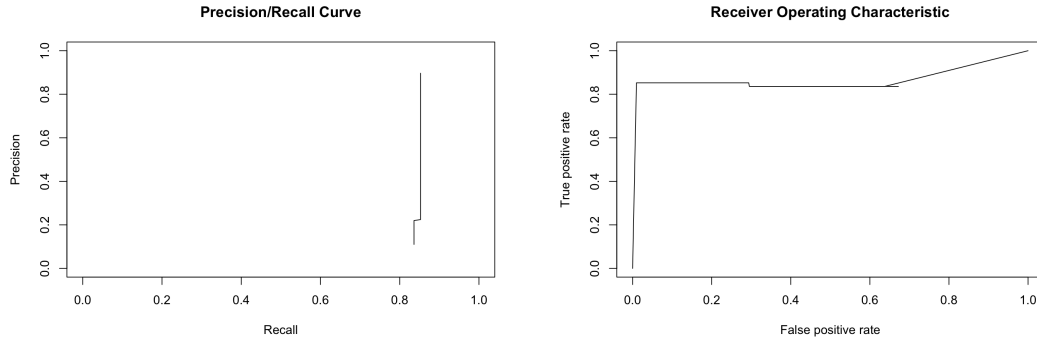 Precision/Recall Curve
1.0
0.8
0.6
0.4
0.2
0.0
Precision
0.0 0.2 0.4 0.6 0.8 1.0
Recall
Receiver Operating Characteristic
1.0
0.8
0.6
0.4
0.2
0.0
True positive rate
0.0 0.2 0.4 0.6 0.8 1.0
False positive rate